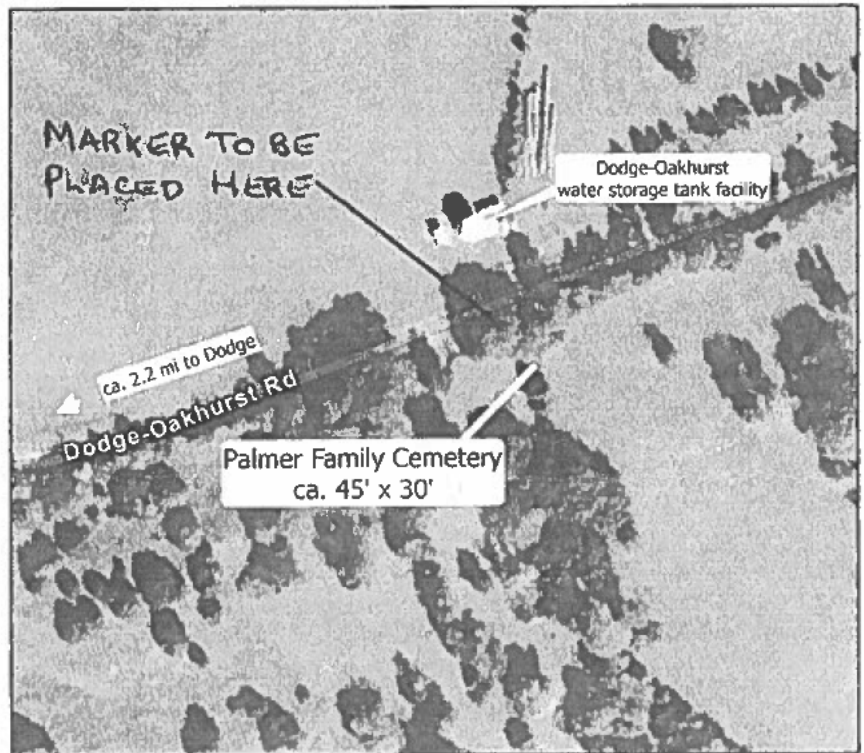 MARKER TO BE
PLACED HERE
Dodge-Oakhurst
water storage tank facility
ca. 2.2 mi to Dodge
Dodge-Oakhurst Rd
Palmer Family Cemetery
ca. 45' x 30'